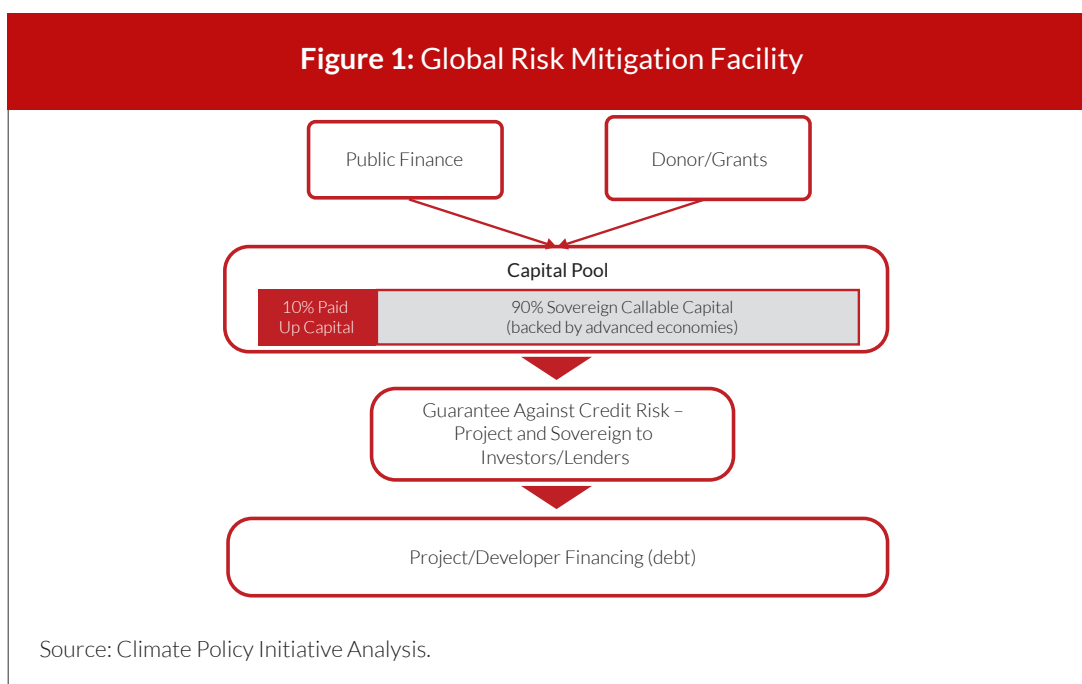 Figure 1: Global Risk Mitigation Facility
Public Finance
Donor/Grants
Capital Pool
10% Paid
Up Capital
90% Sovereign Callable Capital
(backed by advanced economies)
Guarantee Against Credit Risk –
Project and Sovereign to
Investors/Lenders
Project/Developer Financing (debt)
Source: Climate Policy Initiative Analysis.